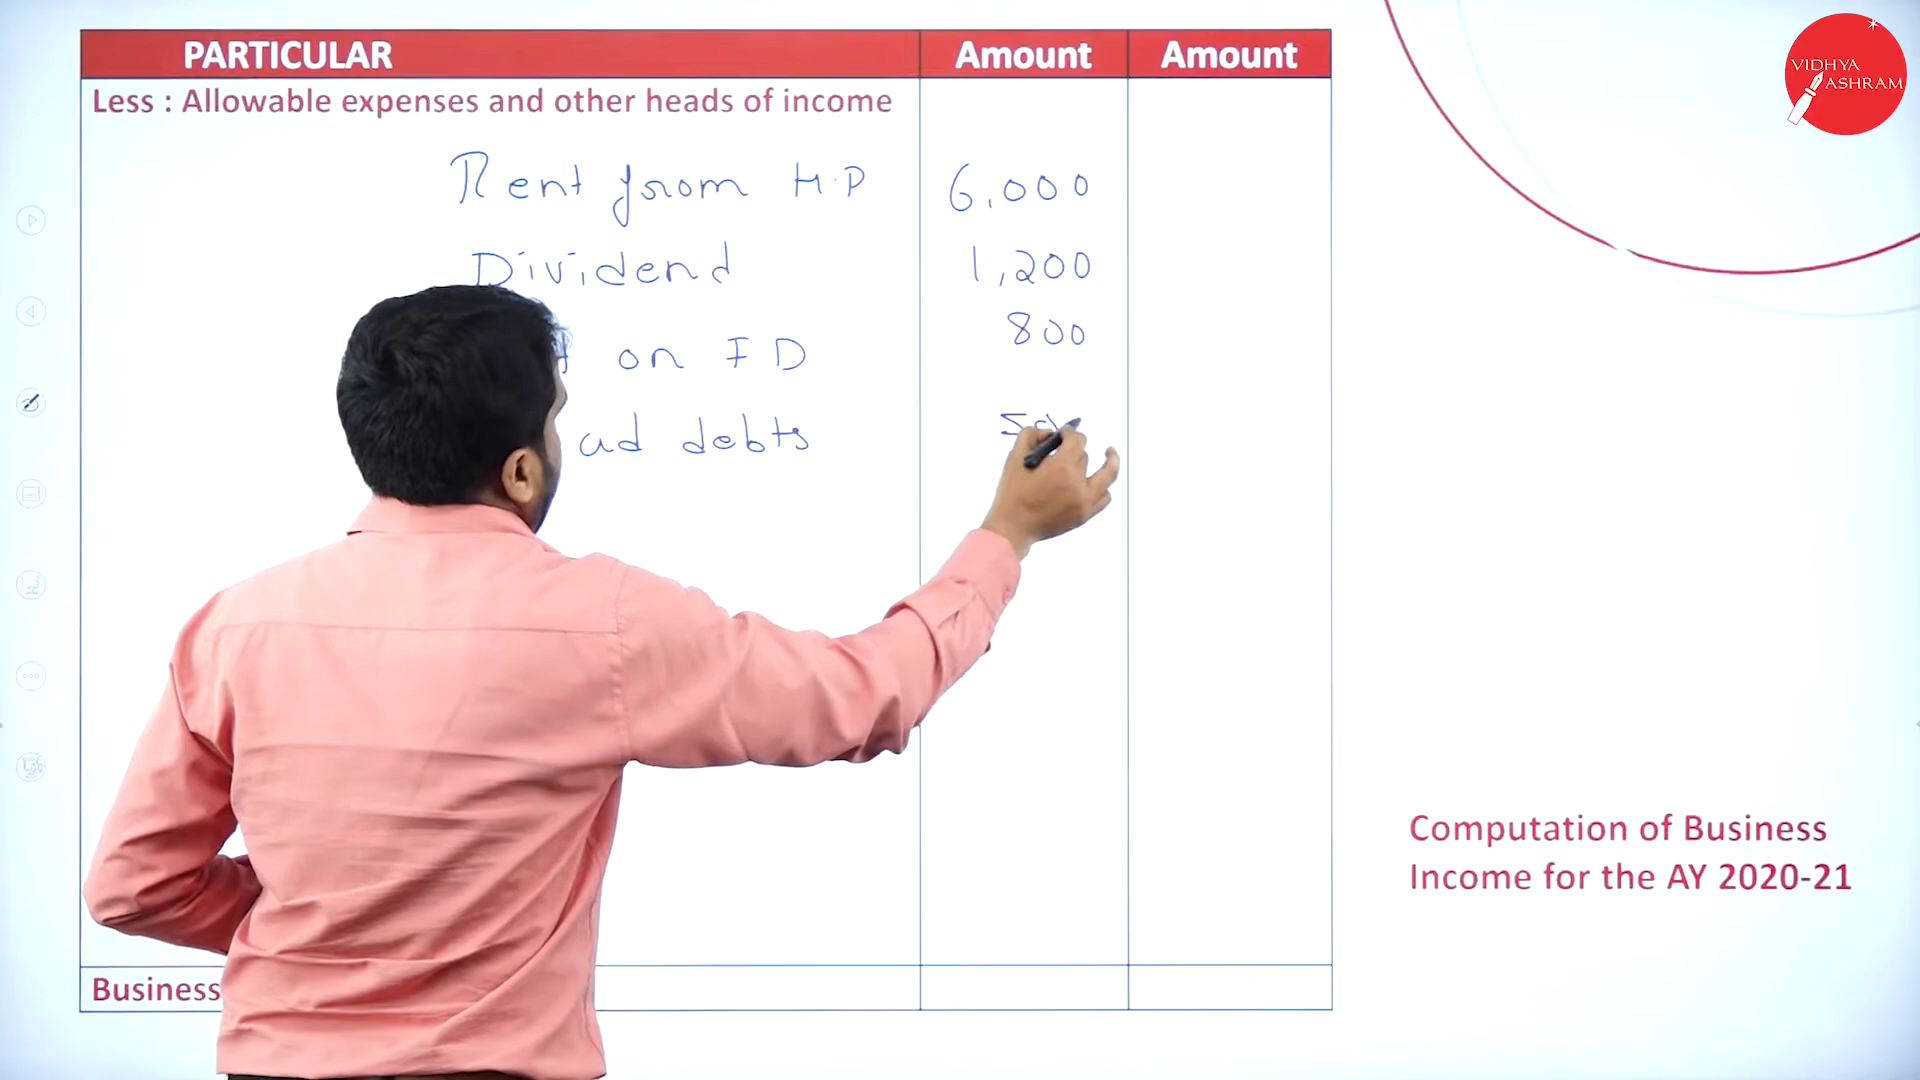 PARTICULAR Amount Amount
Less : Allowable expenses and other heads of income
Rent from H.P 6,000
Dividend 1,200
on FD 800
debts
Business
Computation of Business
Income for the AY 2020-21
VIDHYA
ASHRAM